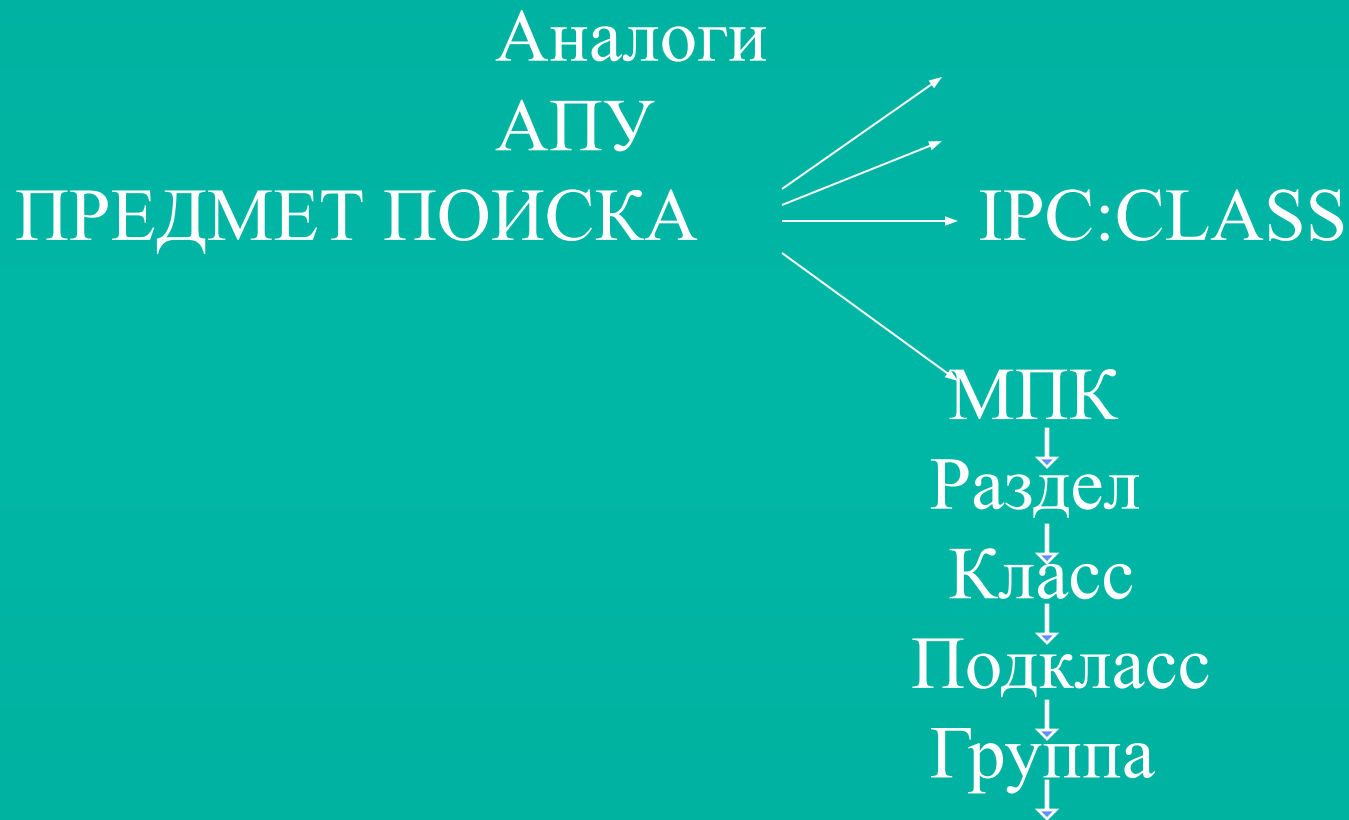 Аналоги
АПУ
ПРЕДМЕТ ПОИСКА IPC:CLASS
МПК
Раздел
Класс
Подкласс
Группа